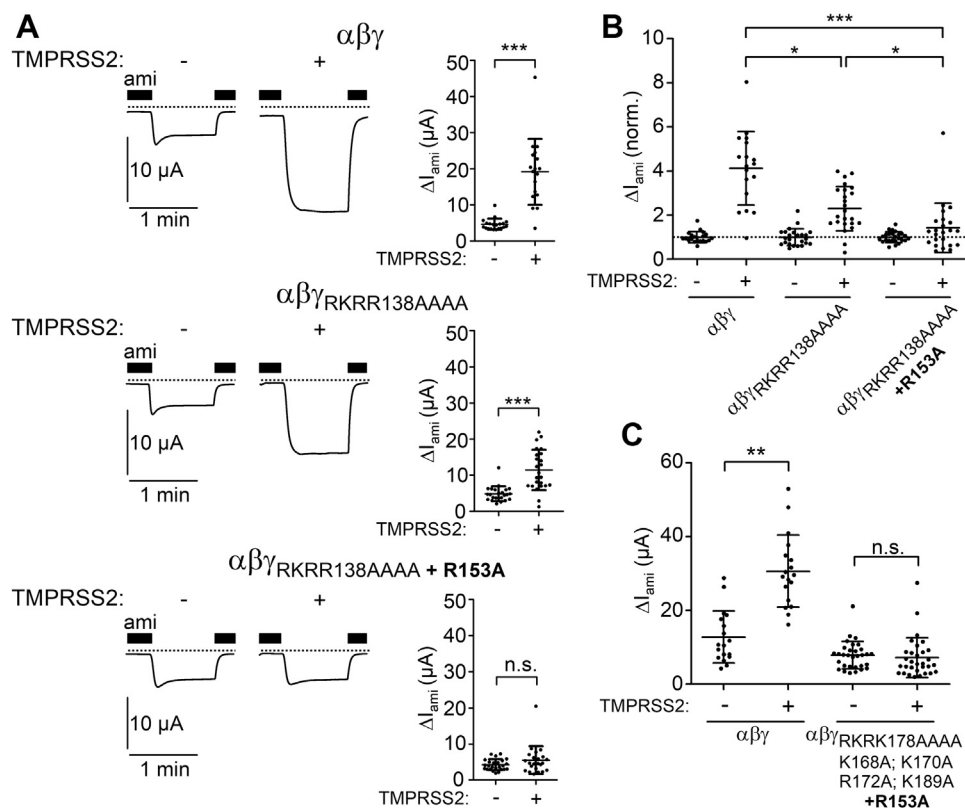 A
αβγ
TMPRSS2: - +
ami
10 µA
1 min
ΔIami (µA)
50
40
30
20
10
0
***
TMPRSS2: - +
αβγRKRR138AAAA
TMPRSS2: - +
ami
10 µA
1 min
ΔIami (µA)
50
40
30
20
10
0
***
TMPRSS2: - +
αβγRKRR138AAAA + R153A
TMPRSS2: - +
ami
10 µA
1 min
ΔIami (µA)
50
40
30
20
10
0
n.s.
TMPRSS2: - +
B
ΔIami (norm.)
10
8
6
4
2
0
***
* *
TMPRSS2: - + - + - +
αβγ
αβγRKRR138AAAA
αβγRKRR138AAAA
+R153A
C
ΔIami (µA)
60
40
20
0
**
n.s.
TMPRSS2: - + - +
αβγ αβγRKRK178AAAA
K168A; K170A
R172A; K189A
+R153A